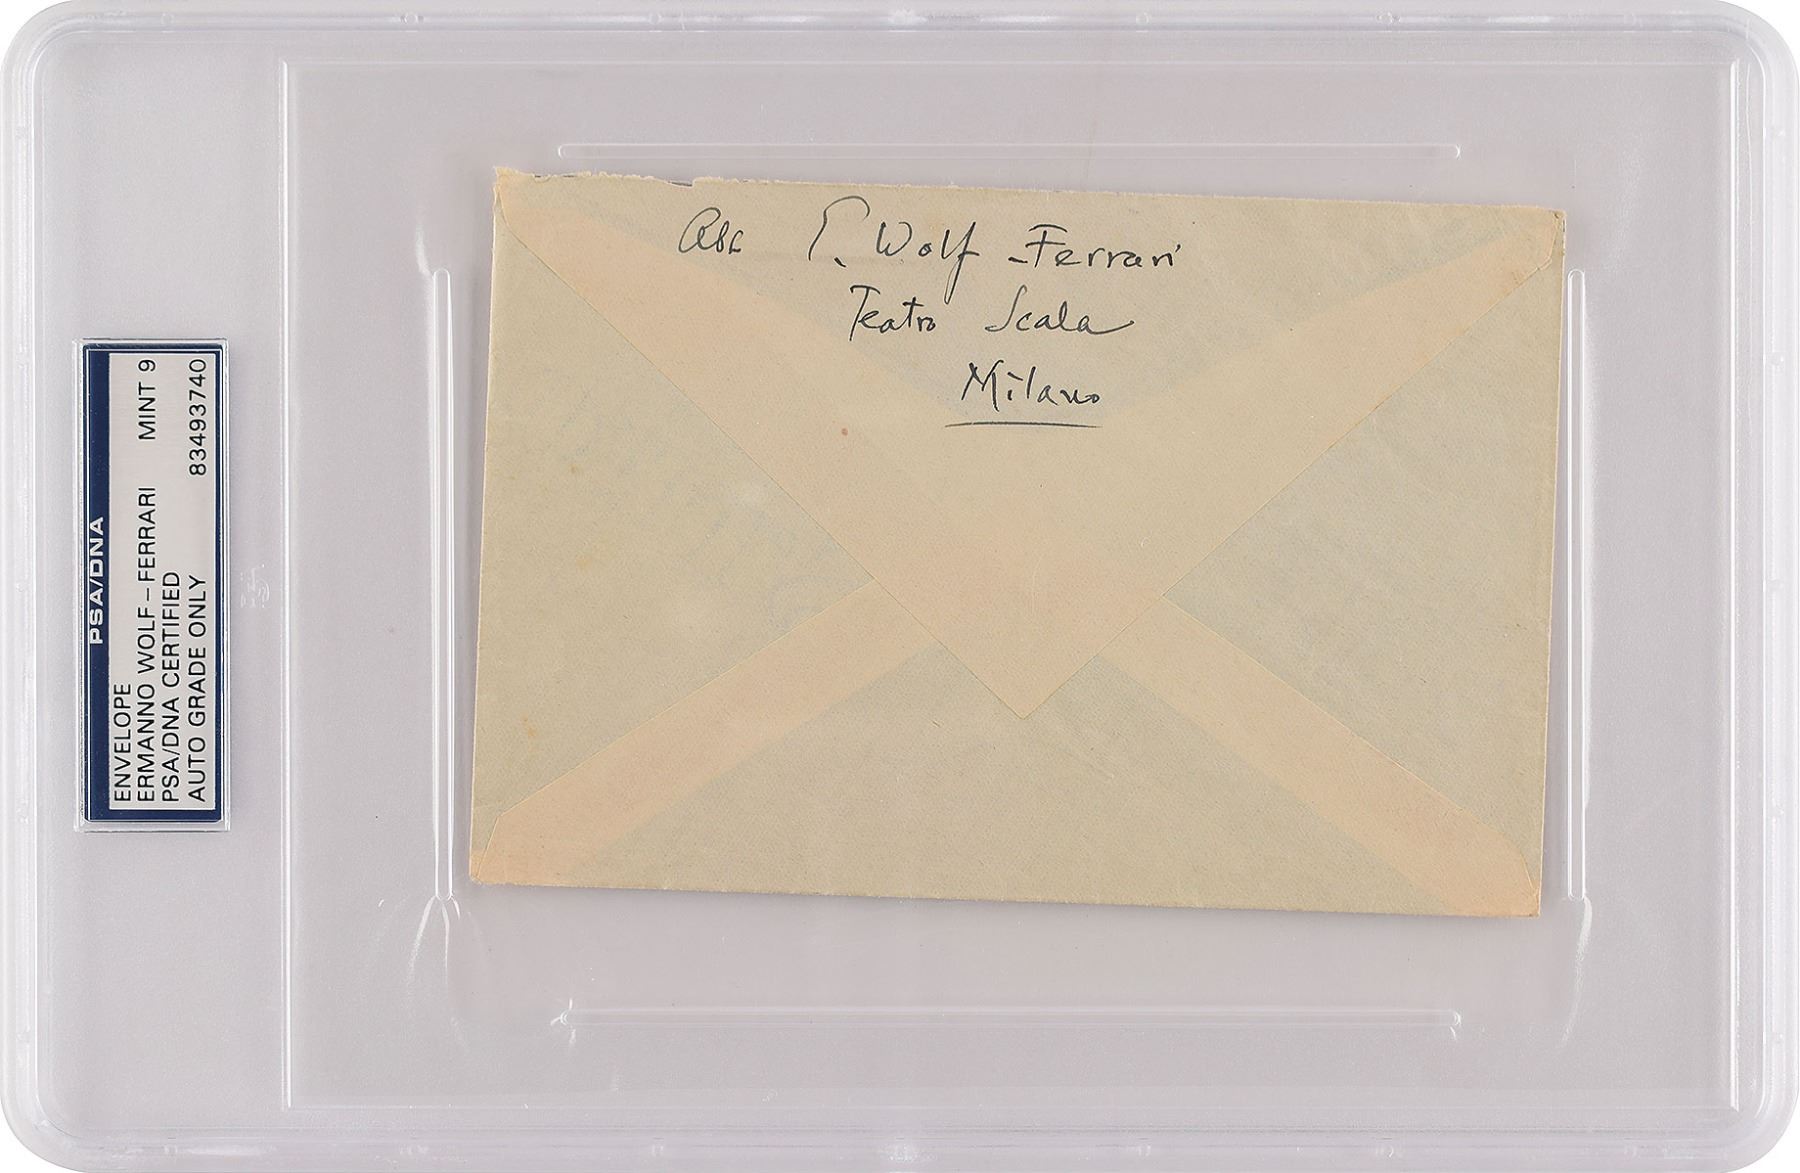 PSA/DNA
ENVELOPE MINT 9
ERMANNO WOLF-FERRARI
PSA/DNA CERTIFIED
AUTO GRADE ONLY 83493740
Abs E. Wolf-Ferrari
Teatro Scala
Milano